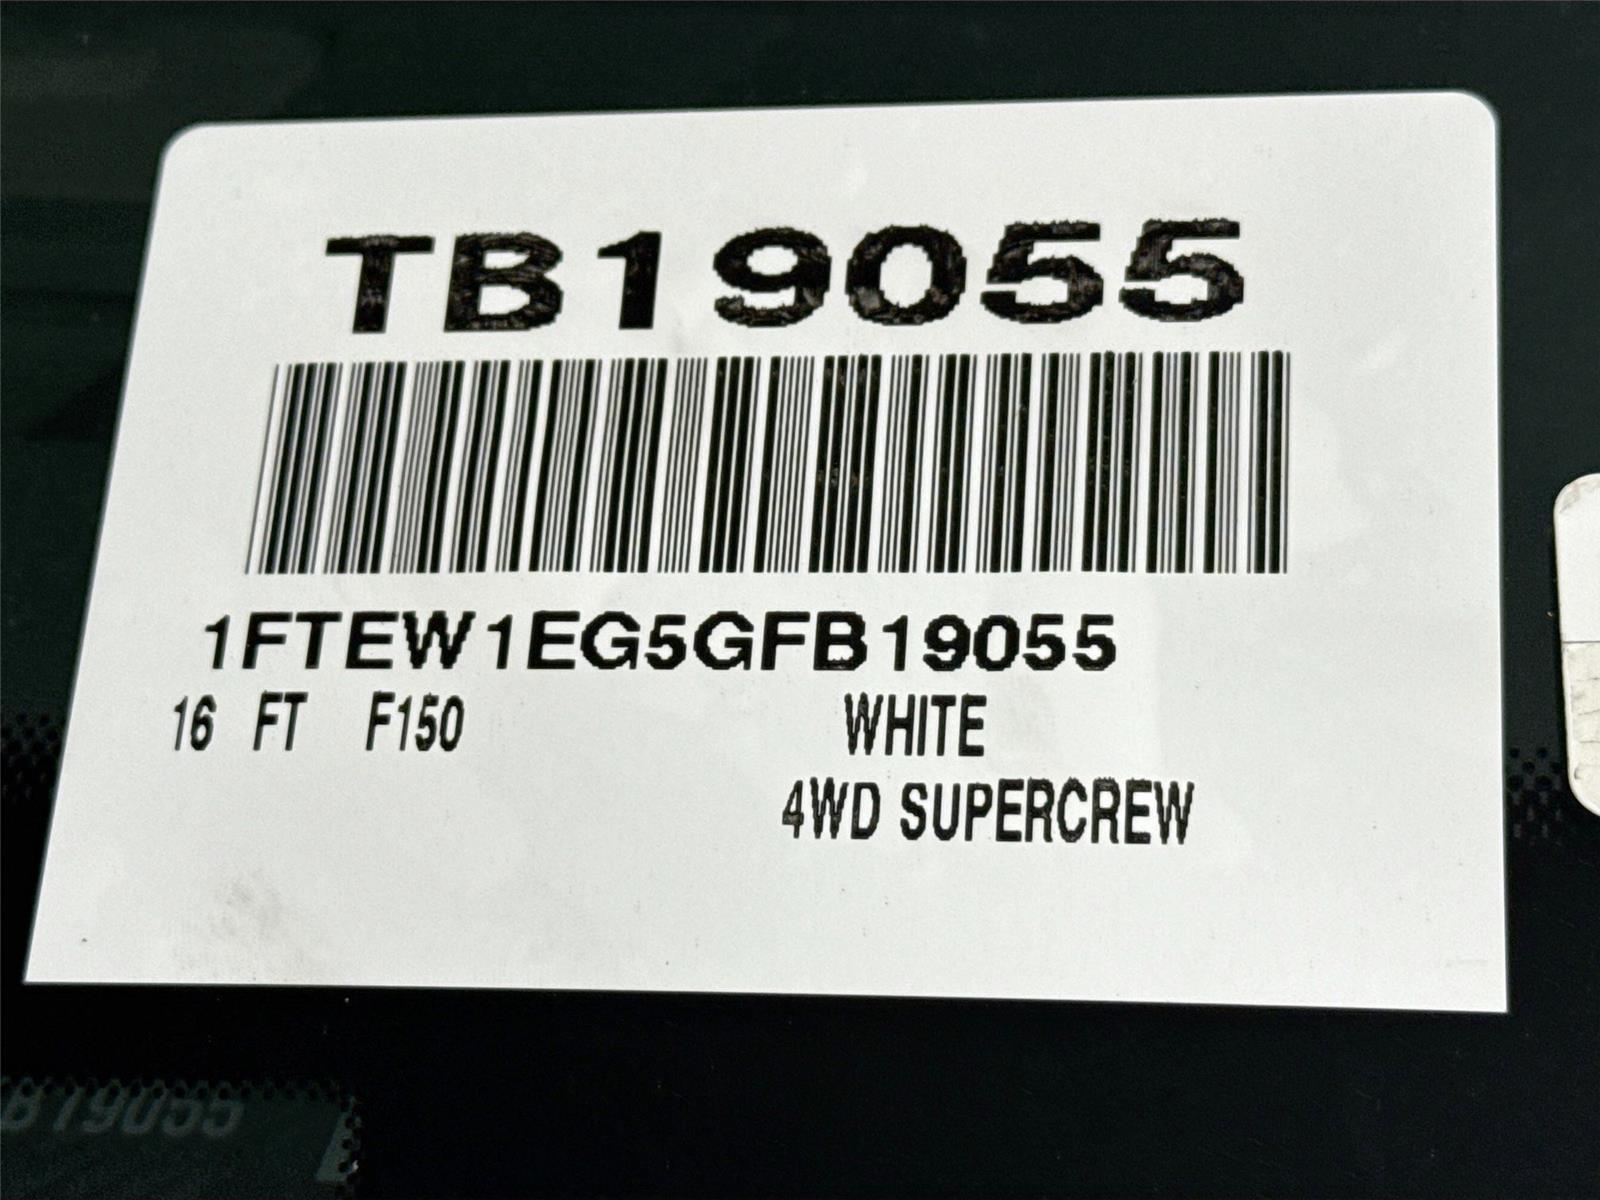 TB19055
1FTEW1EG5GFB19055
16 FT F150 WHITE
4WD SUPERCREW
B19055